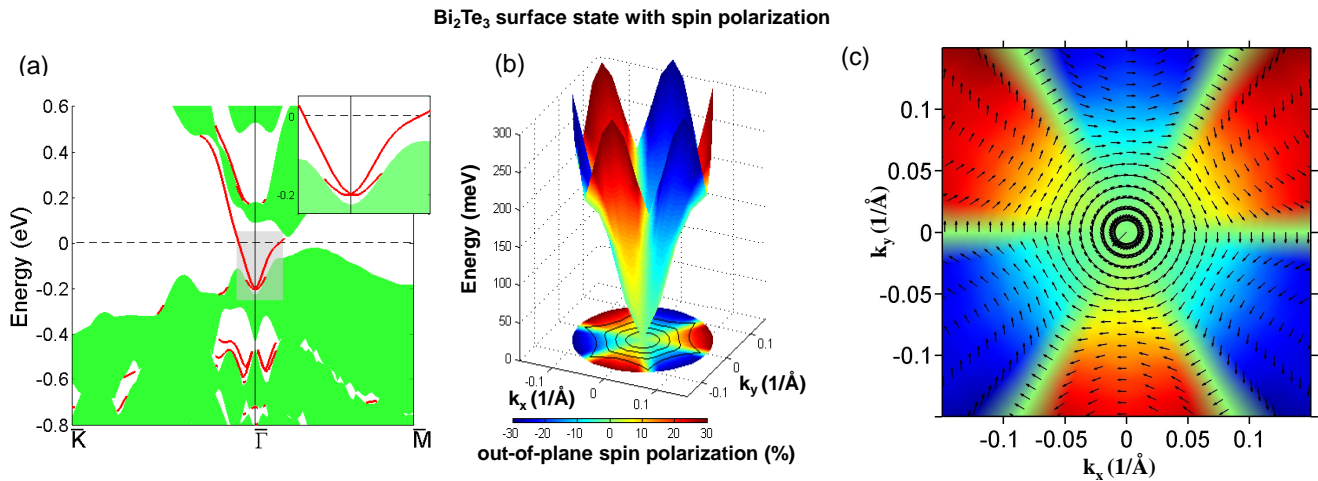 Bi₂Te₃ surface state with spin polarization
(a)
0.6
0.4
0.2
0
-0.2
-0.4
-0.6
-0.8
Energy (eV)
0
-0.2
K̅
Γ̅
M̅
(b)
300
250
200
150
100
50
0
Energy (meV)
-0.1
0
0.1
kₓ (1/Å)
-0.1
0
0.1
k_y (1/Å)
-30 -20 -10 0 10 20 30
out-of-plane spin polarization (%)
(c)
0.1
0.05
0
-0.05
-0.1
k_y (1/Å)
-0.1 -0.05 0 0.05 0.1
kₓ (1/Å)